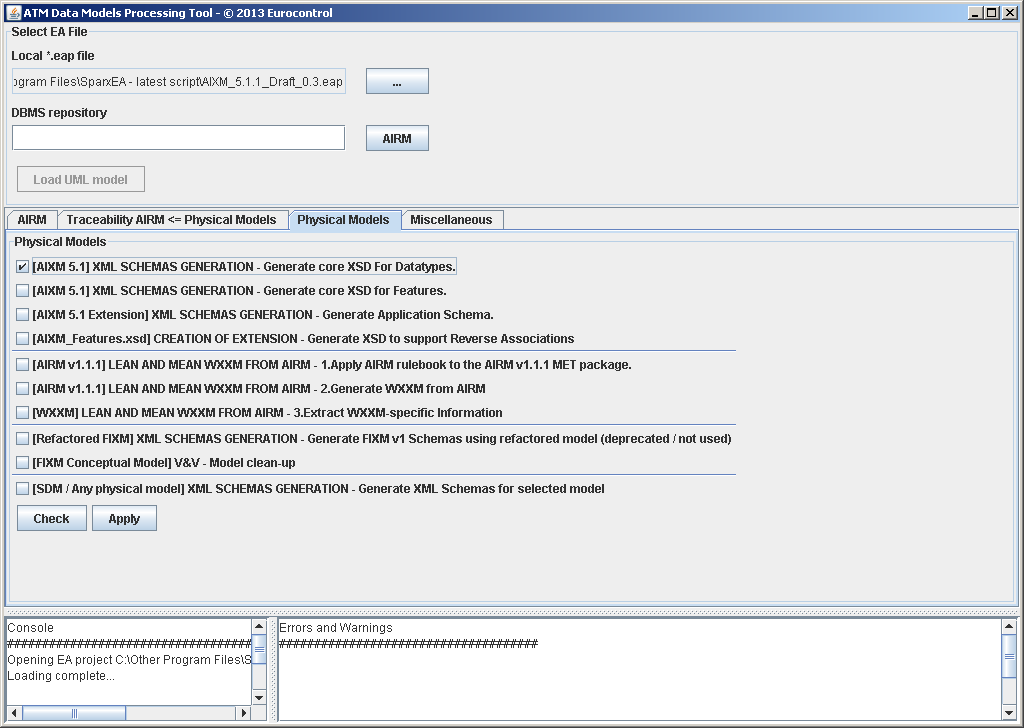 ATM Data Models Processing Tool - © 2013 Eurocontrol
Select EA File
Local *.eap file
ogram Files\SparxEA - latest script\AIXM_5.1.1_Draft_0.3.eap
...
DBMS repository
AIRM
Load UML model
AIRM Traceability AIRM <= Physical Models Physical Models Miscellaneous
Physical Models
[AIXM 5.1] XML SCHEMAS GENERATION - Generate core XSD For Datatypes.
[AIXM 5.1] XML SCHEMAS GENERATION - Generate core XSD for Features.
[AIXM 5.1 Extension] XML SCHEMAS GENERATION - Generate Application Schema.
[AIXM_Features.xsd] CREATION OF EXTENSION - Generate XSD to support Reverse Associations
[AIRM v1.1.1] LEAN AND MEAN WXXM FROM AIRM - 1.Apply AIRM rulebook to the AIRM v1.1.1 MET package.
[AIRM v1.1.1] LEAN AND MEAN WXXM FROM AIRM - 2.Generate WXXM from AIRM
[WXXM] LEAN AND MEAN WXXM FROM AIRM - 3.Extract WXXM-specific Information
[Refactored FIXM] XML SCHEMAS GENERATION - Generate FIXM v1 Schemas using refactored model (deprecated / not used)
[FIXM Conceptual Model] V&V - Model clean-up
[SDM / Any physical model] XML SCHEMAS GENERATION - Generate XML Schemas for selected model
Check Apply
Console
###################################
Opening EA project C:\Other Program Files\S
Loading complete...
Errors and Warnings
#####################################